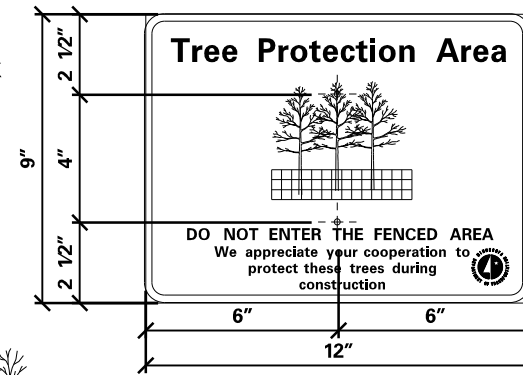 Tree Protection Area
2 1/2"
4"
9"
2 1/2"
DO NOT ENTER THE FENCED AREA
We appreciate your cooperation to
protect these trees during
construction
6"
6"
12"